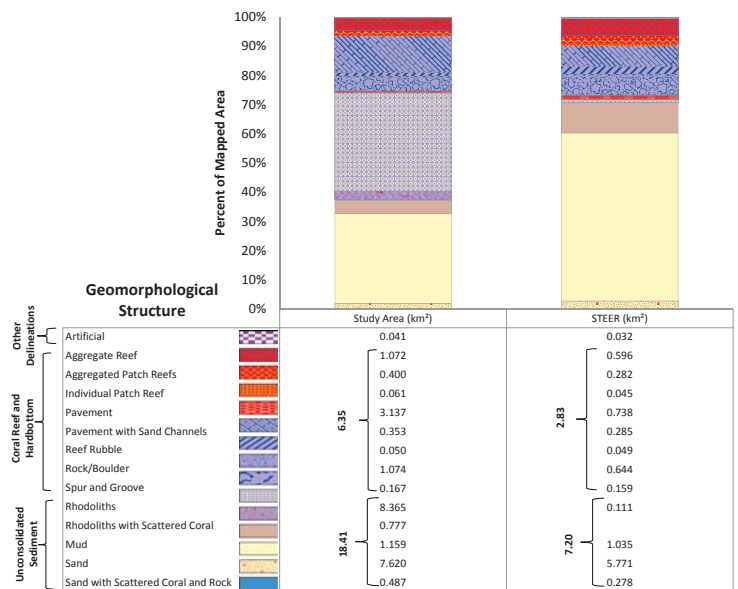 100%
90%
80%
70%
60%
50%
40%
30%
20%
10%
0%
Percent of Mapped Area
Geomorphological
Structure
Study Area (km²) STEER (km²)
Other
Delineations
Artificial 0.041 0.032
Coral Reef and
Hardbottom
6.35
2.83
Aggregate Reef 1.072 0.596
Aggregated Patch Reefs 0.400 0.282
Individual Patch Reef 0.061 0.045
Pavement 3.137 0.738
Pavement with Sand Channels 0.353 0.285
Reef Rubble 0.050 0.049
Rock/Boulder 1.074 0.644
Spur and Groove 0.167 0.159
Unconsolidated
Sediment
18.41
7.20
Rhodoliths 8.365 0.111
Rhodoliths with Scattered Coral 0.777
Mud 1.159 1.035
Sand 7.620 5.771
Sand with Scattered Coral and Rock 0.487 0.278